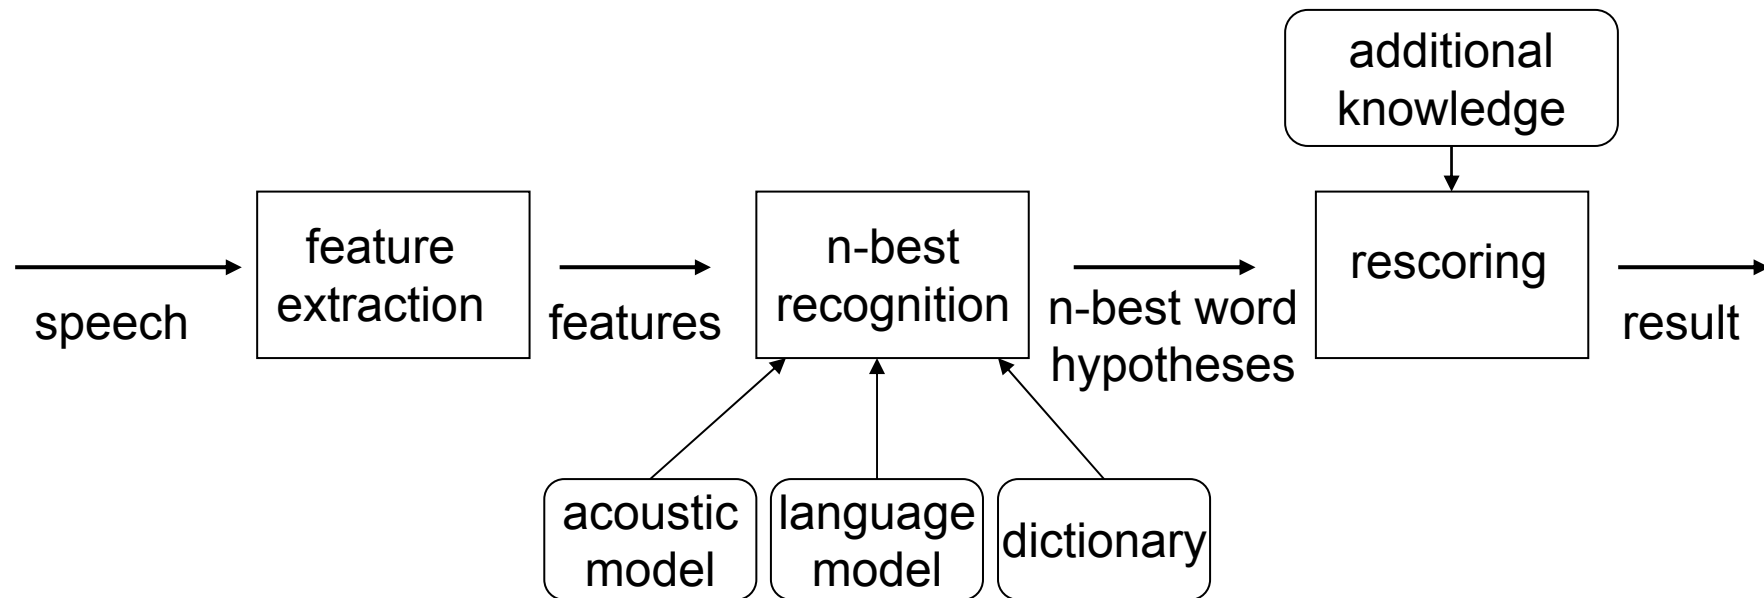 additional
knowledge
feature
extraction
n-best
recognition
rescoring
speech
features
n-best word
hypotheses
result
acoustic
model
language
model
dictionary